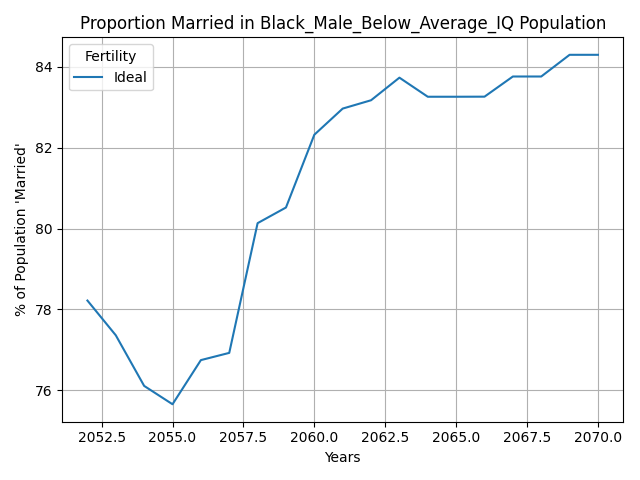 Proportion Married in Black_Male_Below_Average_IQ Population
Fertility
Ideal
% of Population 'Married'
84
82
80
78
76
2052.5 2055.0 2057.5 2060.0 2062.5 2065.0 2067.5 2070.0
Years